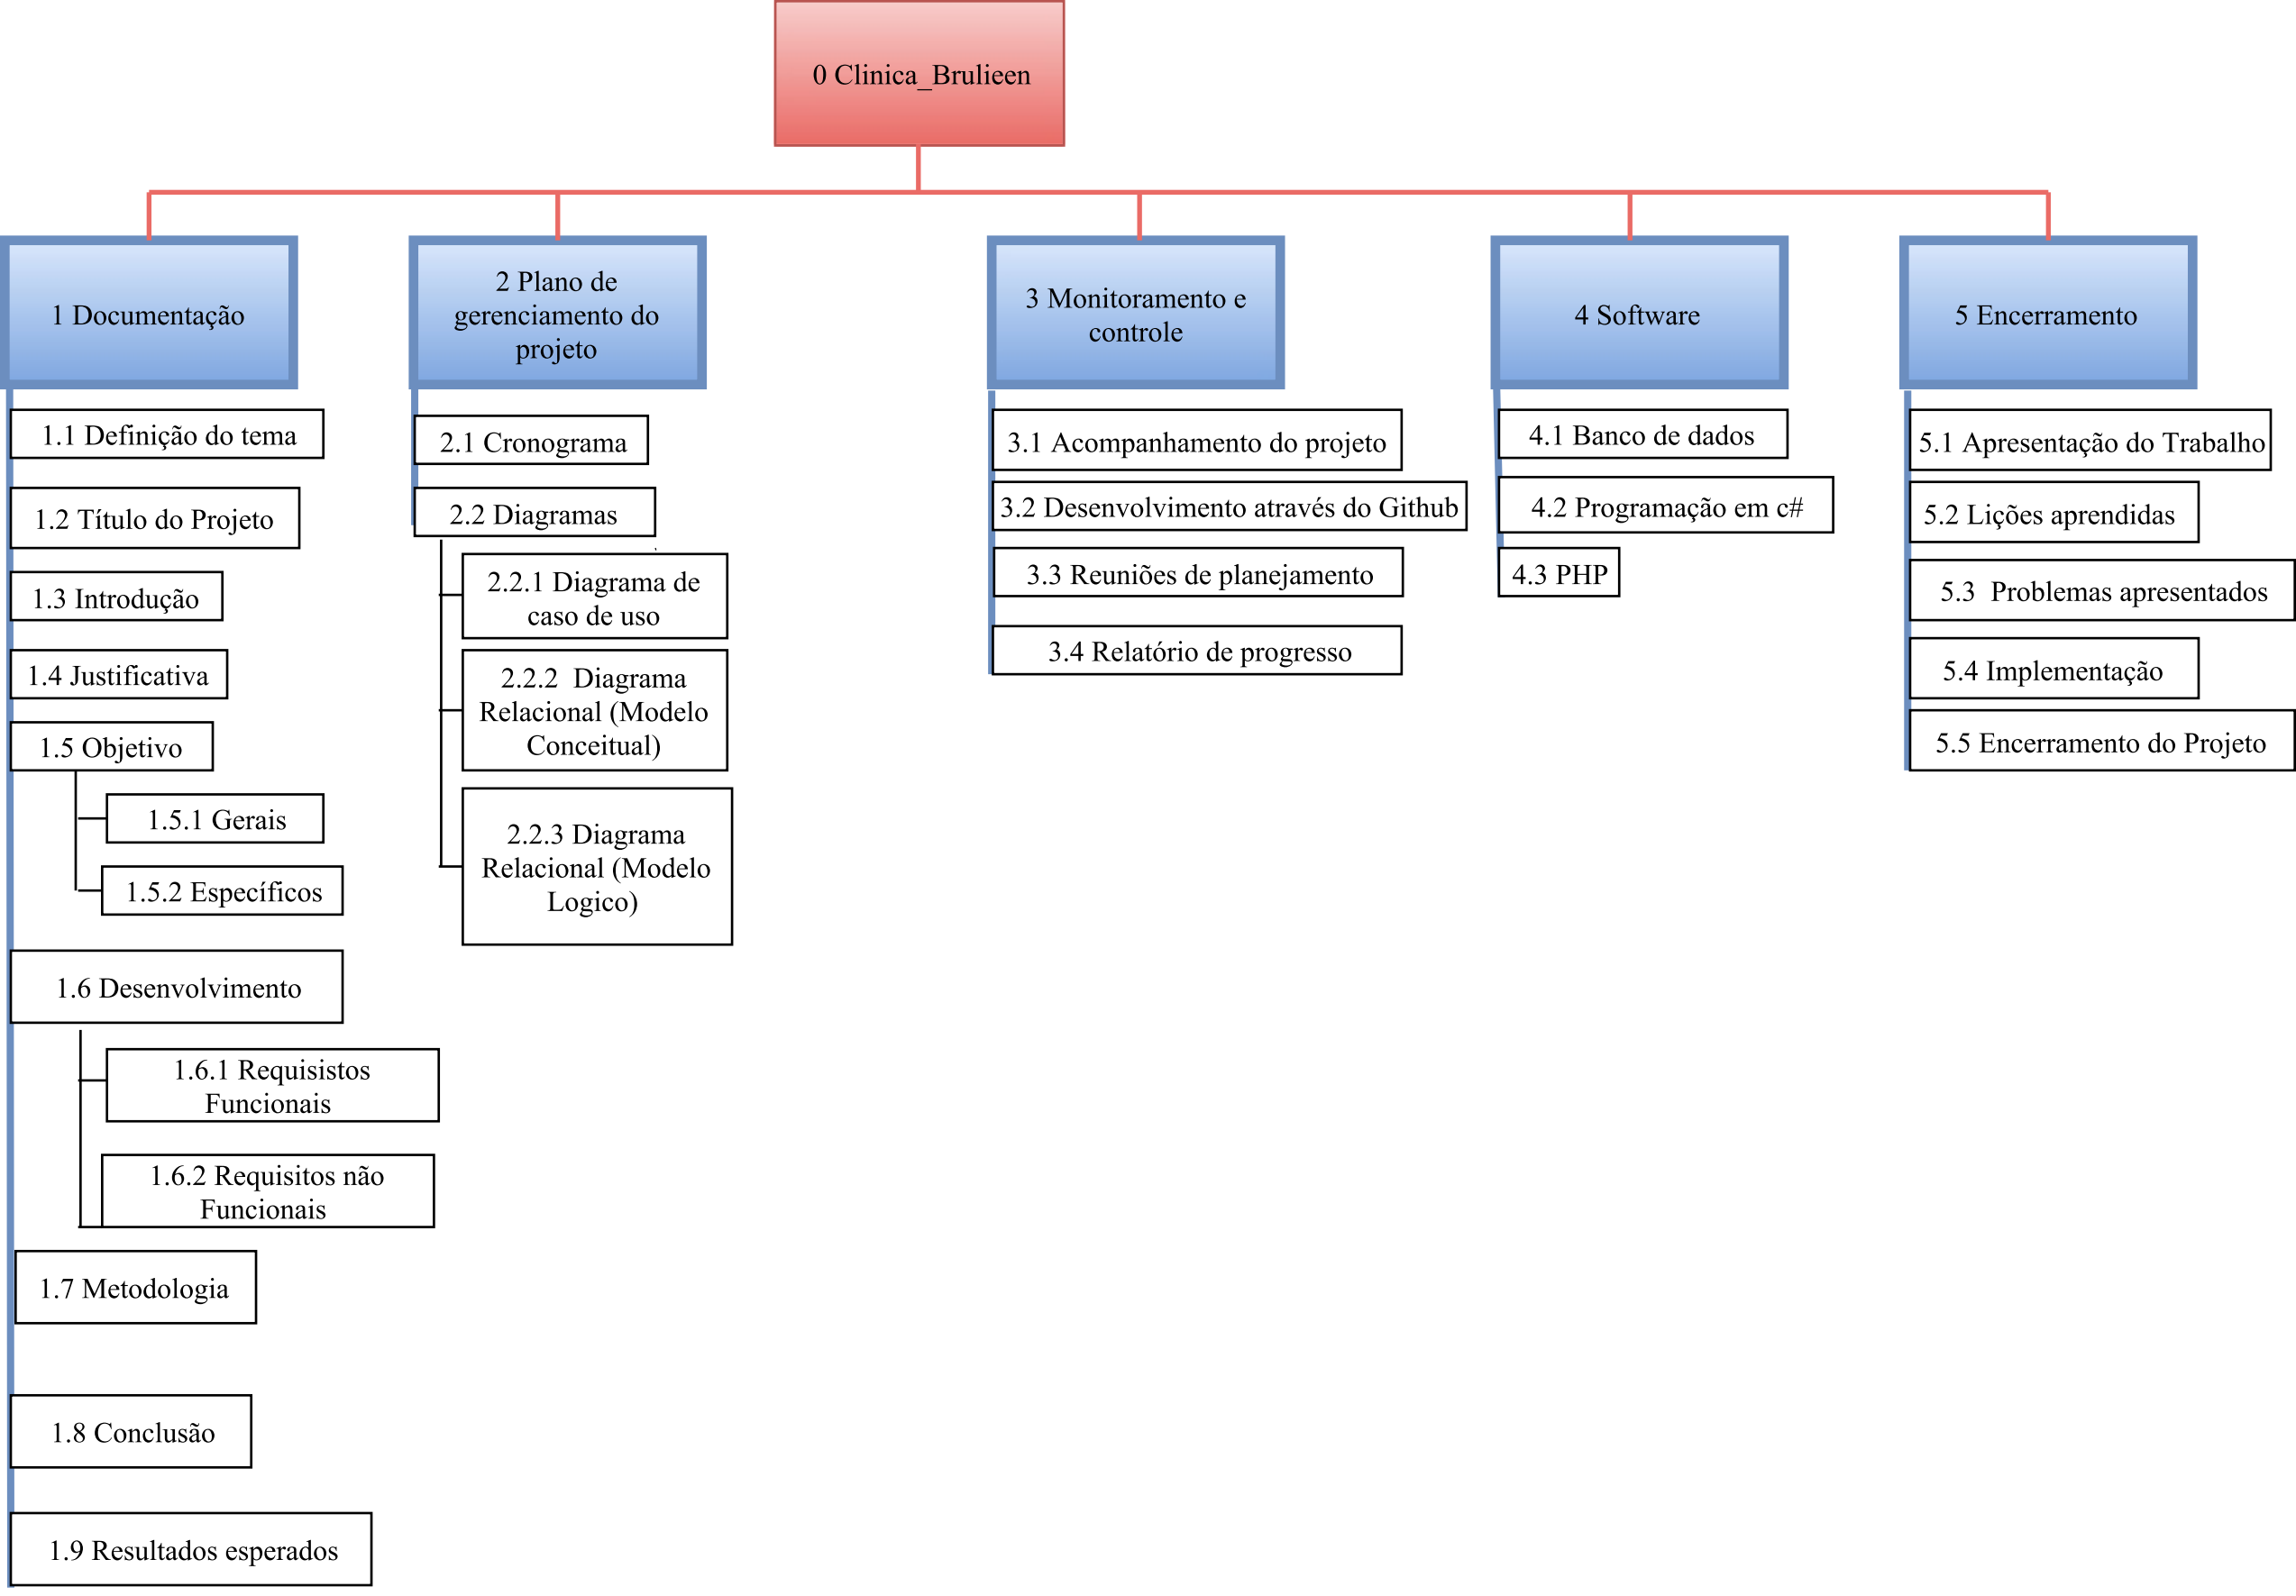 0 Clinica_Brulieen
1 Documentação
1.1 Definição do tema
1.2 Título do Projeto
1.3 Introdução
1.4 Justificativa
1.5 Objetivo
1.5.1 Gerais
1.5.2 Específicos
1.6 Desenvolvimento
1.6.1 Requisistos
Funcionais
1.6.2 Requisitos não
Funcionais
1.7 Metodologia
1.8 Conclusão
1.9 Resultados esperados
2 Plano de
gerenciamento do
projeto
2.1 Cronograma
2.2 Diagramas
2.2.1 Diagrama de
caso de uso
2.2.2  Diagrama
Relacional (Modelo
Conceitual)
2.2.3 Diagrama
Relacional (Modelo
Logico)
3 Monitoramento e
controle
3.1 Acompanhamento do projeto
3.2 Desenvolvimento através do Github
3.3 Reuniões de planejamento
3.4 Relatório de progresso
4 Software
4.1 Banco de dados
4.2 Programação em c#
4.3 PHP
5 Encerramento
5.1 Apresentação do Trabalho
5.2 Lições aprendidas
5.3  Problemas apresentados
5.4 Implementação
5.5 Encerramento do Projeto